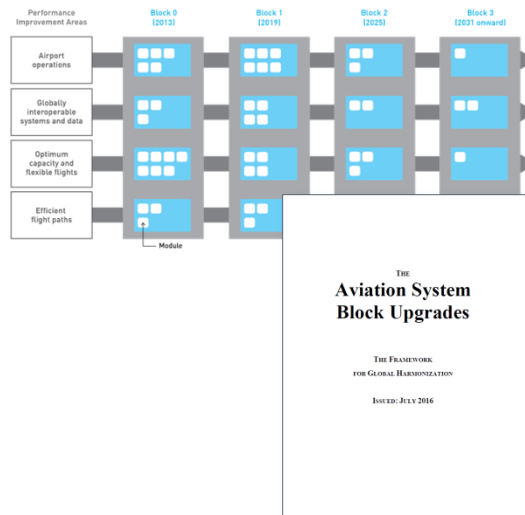 Performance
Improvement Areas
Block 0
(2013)
Block 1
(2019)
Block 2
(2025)
Block 3
(2031 onward)
Airport
operations
Globally
interoperable
systems and data
Optimum
capacity and
flexible flights
Efficient
flight paths
Module
THE
Aviation System
Block Upgrades
THE FRAMEWORK
FOR GLOBAL HARMONIZATION
ISSUED: JULY 2016